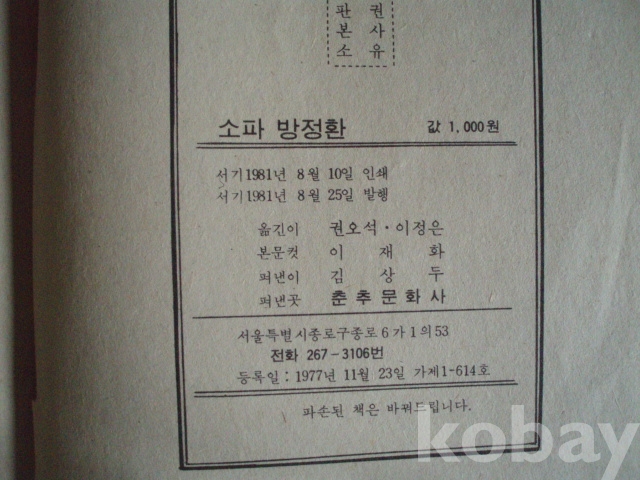 판 권
본 사
소 유
소파 방정환 값 1,000원
서기1981년 8월 10일 인쇄
서기1981년 8월 25일 발행
옮긴이 권오석·이정은
본문컷 이 재 화
펴낸이 김 상 두
펴낸곳 춘추문화사
서울특별시종로구종로6가1의53
전화 267-3106번
등록일 : 1977년 11월 23일 가제1-614호
파손된 책은 바꿔드립니다.
kobay